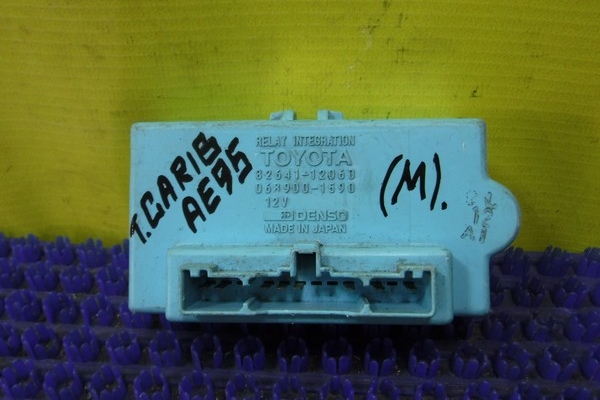 RELAY INTEGRATION
TOYOTA
82641-12060
068900-1690
12V
DENSO
MADE IN JAPAN
T.CARIB
AE95
(M).